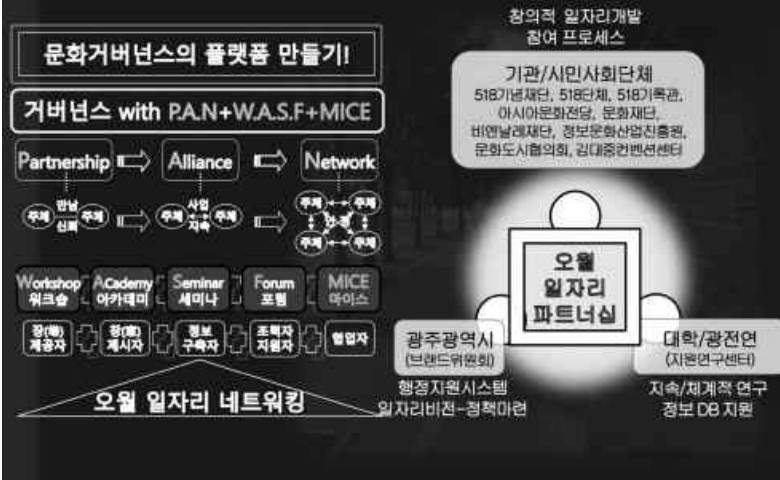 문화거버넌스의 플랫폼 만들기!
거버넌스 with P.A.N+W.A.S.F+MICE
Partnership Alliance Network
주체 만남 신뢰 주체 주체 사업 지속 주체 주체 주체 주체 주체
Workshop ACademy Seminar Forum MICE
워크숍 아카데미 세미나 포럼 마이스
장(場) 정보 조력자 협업자
제공자 제시자 구축자 지원자
오월 일자리 네트워킹
창의적 일자리개발
참여 프로세스
기관/시민사회단체
518기념재단, 518단체, 518기록관,
아시아문화전당, 문화재단,
비엔날레재단, 정보문화산업진흥원,
문화도시협의회, 김대중컨벤션센터
오월
일자리
파트너십
광주광역시
(브랜드위원회)
행정지원시스템
일자리비전-정책마련
대학/광전연
(지원연구센터)
지속/체계적 연구
정보 DB 지원